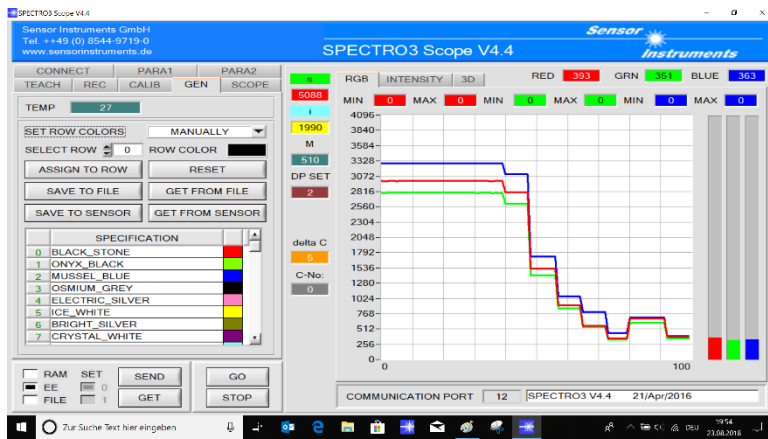 SPECTRO3 Scope V4.4
Sensor Instruments GmbH
Tel. ++49 (0) 8544-9719-0
www.sensorinstruments.de
SPECTRO3 Scope V4.4
Sensor Instruments
CONNECT PARA1 PARA2
TEACH REC CALIB GEN SCOPE
TEMP 27
SET ROW COLORS MANUALLY
SELECT ROW 0 ROW COLOR
ASSIGN TO ROW RESET
SAVE TO FILE GET FROM FILE
SAVE TO SENSOR GET FROM SENSOR
SPECIFICATION
0 BLACK_STONE
1 ONYX_BLACK
2 MUSSEL_BLUE
3 OSMIUM_GREY
4 ELECTRIC_SILVER
5 ICE_WHITE
6 BRIGHT_SILVER
7 CRYSTAL_WHITE
RAM SET SEND GO
EE 0
FILE 1 GET STOP
s
5088
i
1990
M
510
DP SET
2
delta C
5
C-No:
0
RGB INTENSITY 3D RED 393 GRN 351 BLUE 363
MIN 0 MAX 0 MIN 0 MAX 0 MIN 0 MAX 0
4096
3840
3584
3328
3072
2816
2560
2304
2048
1792
1536
1280
1024
768
512
256
0
0 100
COMMUNICATION PORT 12 SPECTRO3 V4.4 21/Apr/2016
Zur Suche Text hier eingeben
DEU 19:54
23.08.2016